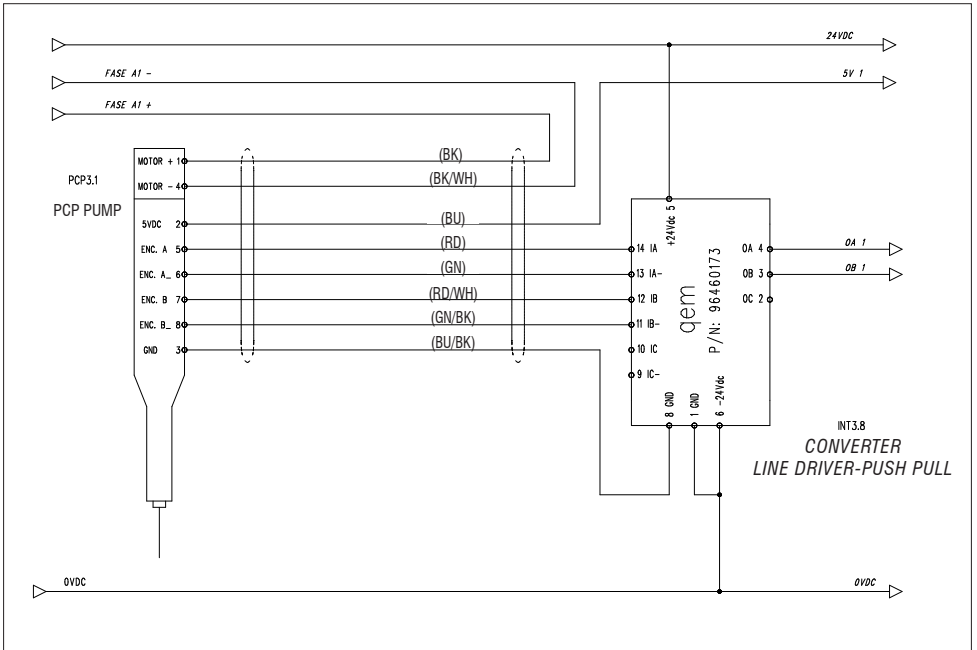 24VDC
FASE A1 -
5V 1
FASE A1 +
PCP3.1
PCP PUMP
MOTOR + 1
(BK)
MOTOR - 4
(BK/WH)
5VDC 2
(BU)
ENC. A 5
(RD)
ENC. A_ 6
(GN)
ENC. B 7
(RD/WH)
ENC. B_ 8
(GN/BK)
GND 3
(BU/BK)
+24Vdc 5
14 IA
13 IA-
12 IB
11 IB-
10 IC
9 IC-
qem
P/N: 96460173
OA 4
OA 1
OB 3
OB 1
OC 2
8 GND
1 GND
6 -24Vdc
INT3.8
CONVERTER
LINE DRIVER-PUSH PULL
0VDC
0VDC